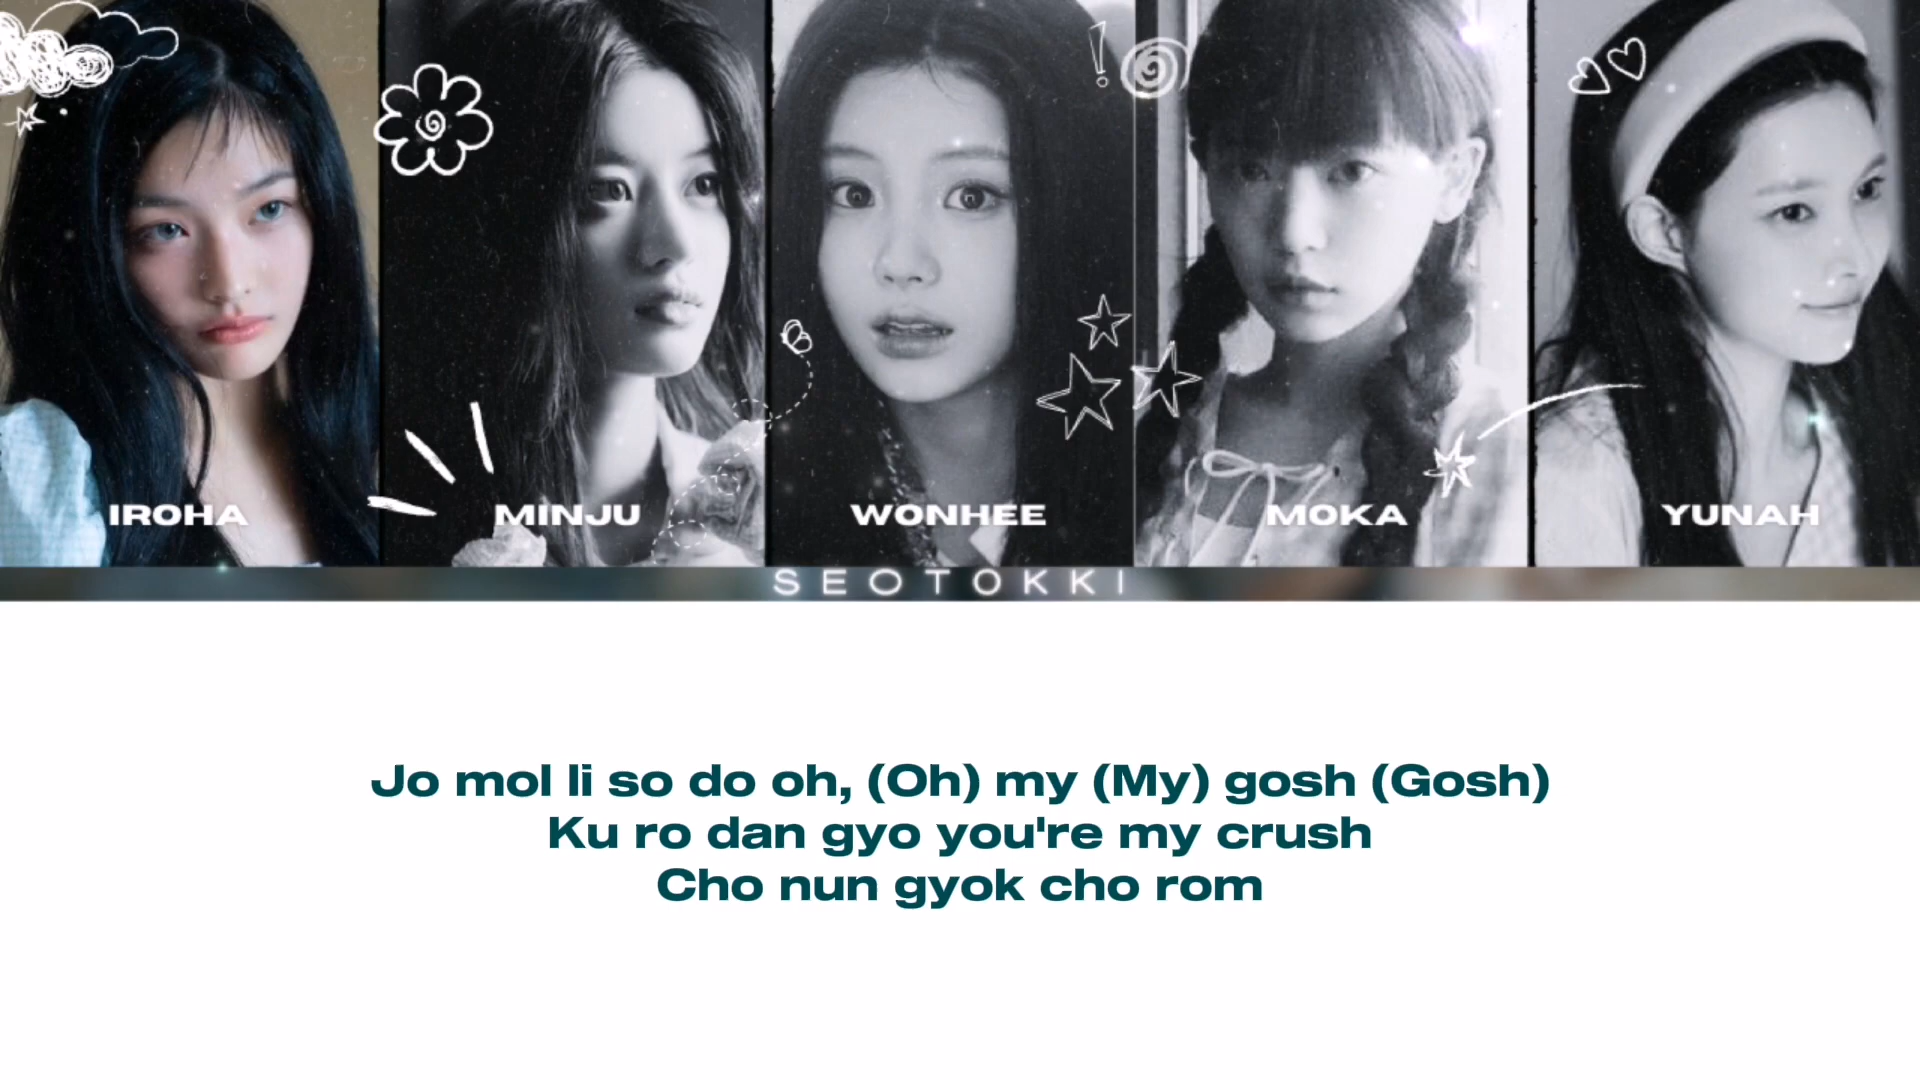 IROHA
MINJU
WONHEE
MOKA
YUNAH
SEOTOKKI
Jo mol li so do oh, (Oh) my (My) gosh (Gosh)
Ku ro dan gyo you're my crush
Cho nun gyok cho rom